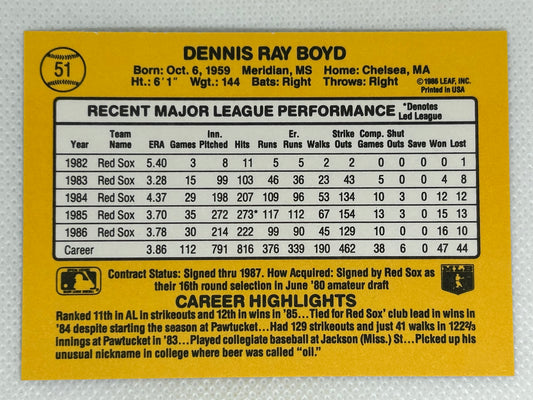 51
DENNIS RAY BOYD
Born: Oct. 6, 1959 Meridian, MS Home: Chelsea, MA
Ht.: 6'1" Wgt.: 144 Bats: Right Throws: Right
©1986 LEAF, INC.
Printed in USA
RECENT MAJOR LEAGUE PERFORMANCE *Denotes Led League
Year Team Name ERA Games Inn. Pitched Hits Runs Er. Runs Walks Strike Outs Comp. Games Shut Outs Save Won Lost
1982 Red Sox 5.40 3 8 11 5 5 2 2 0 0 0 0 1
1983 Red Sox 3.28 15 99 103 46 36 23 43 5 0 0 4 8
1984 Red Sox 4.37 29 198 207 109 96 53 134 10 3 0 12 12
1985 Red Sox 3.70 35 272 273* 117 112 67 154 13 3 0 15 13
1986 Red Sox 3.78 30 214 222 99 90 45 129 10 0 0 16 10
Career 3.86 112 791 816 376 339 190 462 38 6 0 47 44
Contract Status: Signed thru 1987. How Acquired: Signed by Red Sox as
their 16th round selection in June '80 amateur draft
CAREER HIGHLIGHTS
Ranked 11th in AL in strikeouts and 12th in wins in '85...Tied for Red Sox' club lead in wins in
'84 despite starting the season at Pawtucket...Had 129 strikeouts and just 41 walks in 122⅔
innings at Pawtucket in '83...Played collegiate baseball at Jackson (Miss.) St...Picked up his
unusual nickname in college where beer was called "oil."